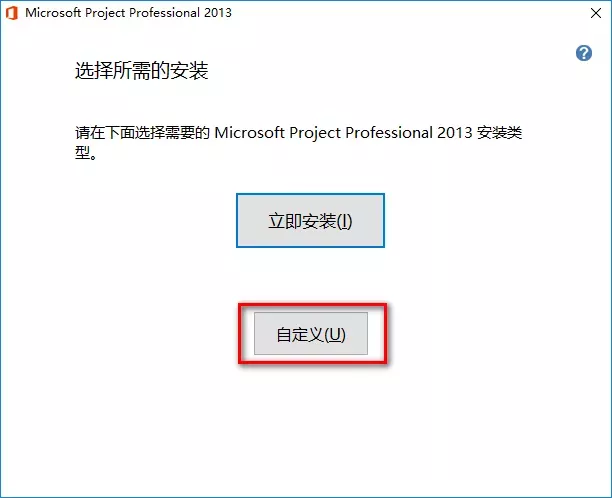 Microsoft Project Professional 2013
选择所需的安装
请在下面选择需要的 Microsoft Project Professional 2013 安装类
型。
立即安装(I)
自定义(U)